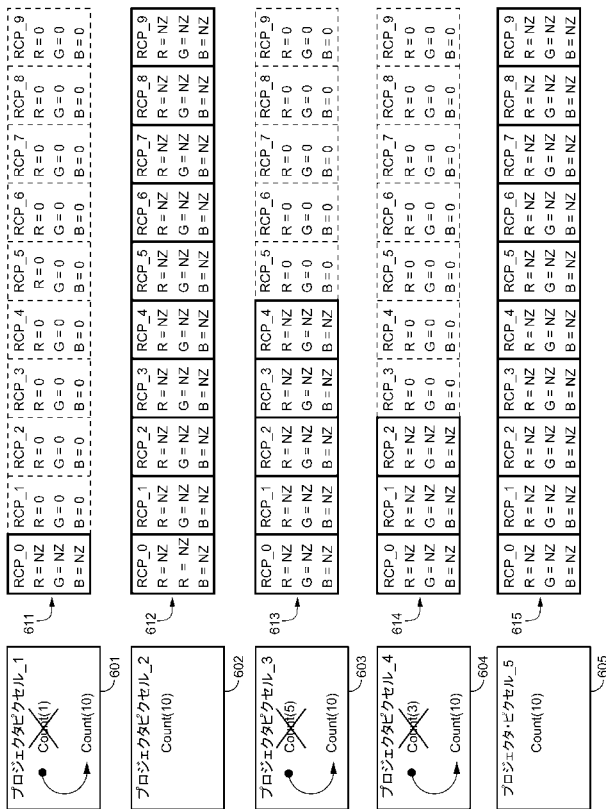 プロジェクタピクセル_1
Count(1)
Count(10)
601
611
RCP_0 RCP_1 RCP_2 RCP_3 RCP_4 RCP_5 RCP_6 RCP_7 RCP_8 RCP_9
R = NZ R = 0 R = 0 R = 0 R = 0 R = 0 R = 0 R = 0 R = 0 R = 0
G = NZ G = 0 G = 0 G = 0 G = 0 G = 0 G = 0 G = 0 G = 0 G = 0
B = NZ B = 0 B = 0 B = 0 B = 0 B = 0 B = 0 B = 0 B = 0 B = 0
プロジェクタピクセル_2
Count(10)
602
612
RCP_0 RCP_1 RCP_2 RCP_3 RCP_4 RCP_5 RCP_6 RCP_7 RCP_8 RCP_9
R = NZ R = NZ R = NZ R = NZ R = NZ R = NZ R = NZ R = NZ R = NZ R = NZ
R = NZ G = NZ G = NZ G = NZ G = NZ G = NZ G = NZ G = NZ G = NZ G = NZ
B = NZ B = NZ B = NZ B = NZ B = NZ B = NZ B = NZ B = NZ B = NZ B = NZ
プロジェクタピクセル_3
Count(5)
Count(10)
603
613
RCP_0 RCP_1 RCP_2 RCP_3 RCP_4 RCP_5 RCP_6 RCP_7 RCP_8 RCP_9
R = NZ R = NZ R = NZ R = NZ R = NZ R = 0 R = 0 R = 0 R = 0 R = 0
G = NZ G = NZ G = NZ G = NZ G = NZ G = 0 G = 0 G = 0 G = 0 G = 0
B = NZ B = NZ B = NZ B = NZ B = NZ B = 0 B = 0 B = 0 B = 0 B = 0
プロジェクタピクセル_4
Count(3)
Count(10)
604
614
RCP_0 RCP_1 RCP_2 RCP_3 RCP_4 RCP_5 RCP_6 RCP_7 RCP_8 RCP_9
R = NZ R = NZ R = NZ R = 0 R = 0 R = 0 R = 0 R = 0 R = 0 R = 0
G = NZ G = NZ G = NZ G = 0 G = 0 G = 0 G = 0 G = 0 G = 0 G = 0
B = NZ B = NZ B = NZ B = 0 B = 0 B = 0 B = 0 B = 0 B = 0 B = 0
プロジェクタ・ピクセル_5
Count(10)
605
615
RCP_0 RCP_1 RCP_2 RCP_3 RCP_4 RCP_5 RCP_6 RCP_7 RCP_8 RCP_9
R = NZ R = NZ R = NZ R = NZ R = NZ R = NZ R = NZ R = NZ R = NZ R = NZ
G = NZ G = NZ G = NZ G = NZ G = NZ G = NZ G = NZ G = NZ G = NZ G = NZ
B = NZ B = NZ B = NZ B = NZ B = NZ B = NZ B = NZ B = NZ B = NZ B = NZ